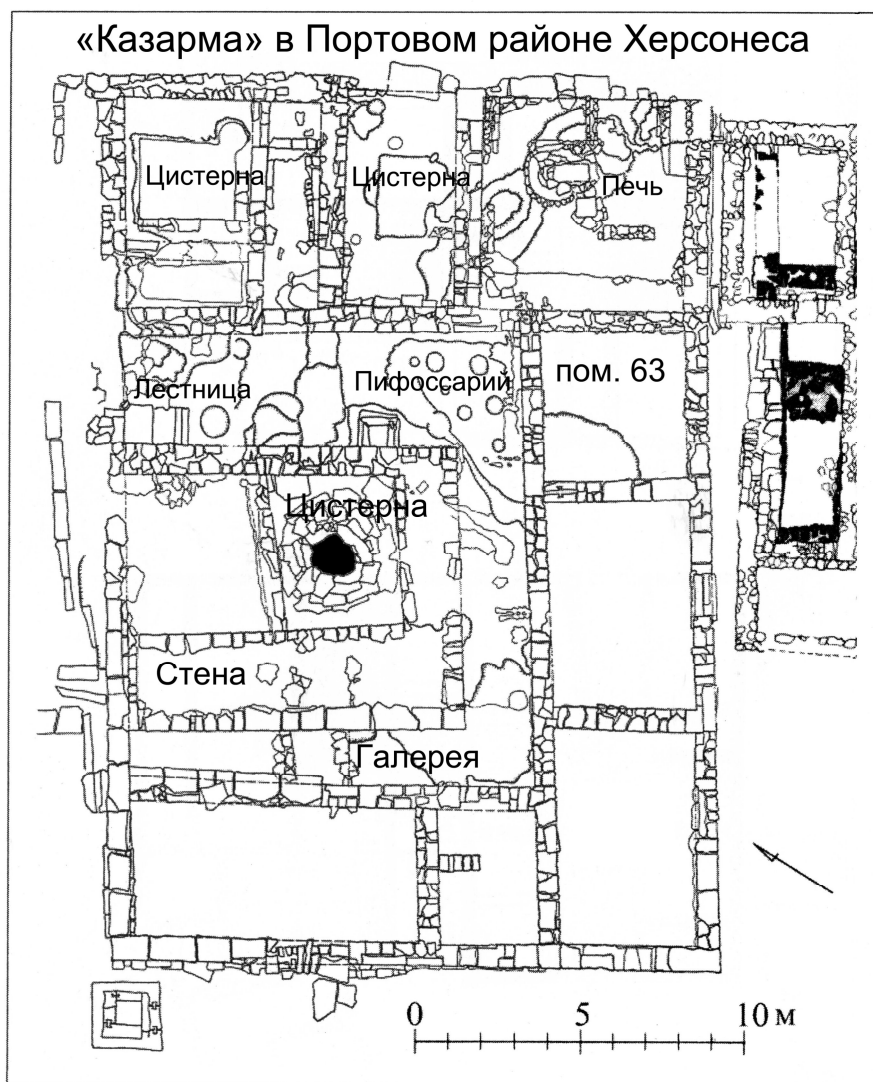 «Казарма» в Портовом районе Херсонеса
Цистерна
Цистерна
Печь
Лестница
Пифоссарий
пом. 63
Цистерна
Стена
Галерея
0 5 10 м